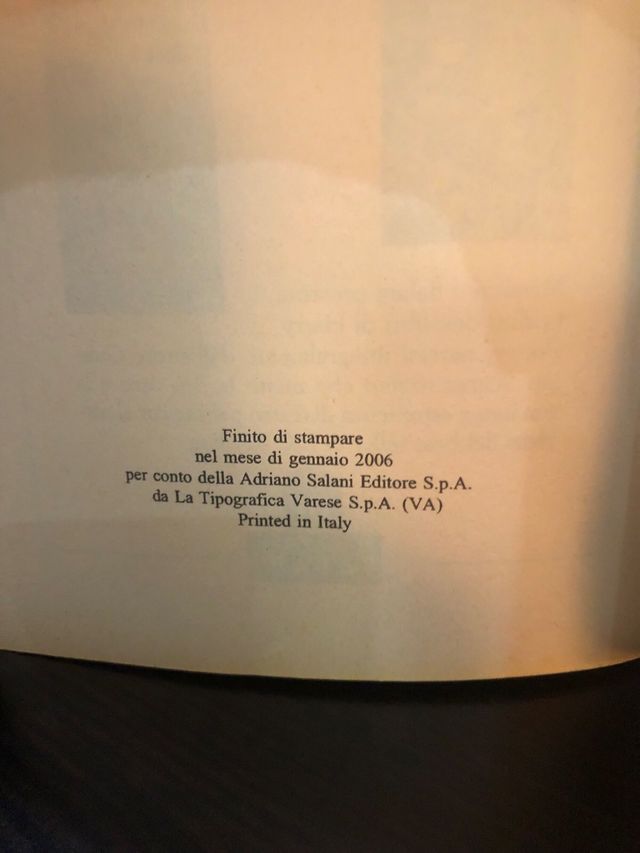 Finito di stampare
nel mese di gennaio 2006
per conto della Adriano Salani Editore S.p.A.
da La Tipografica Varese S.p.A. (VA)
Printed in Italy